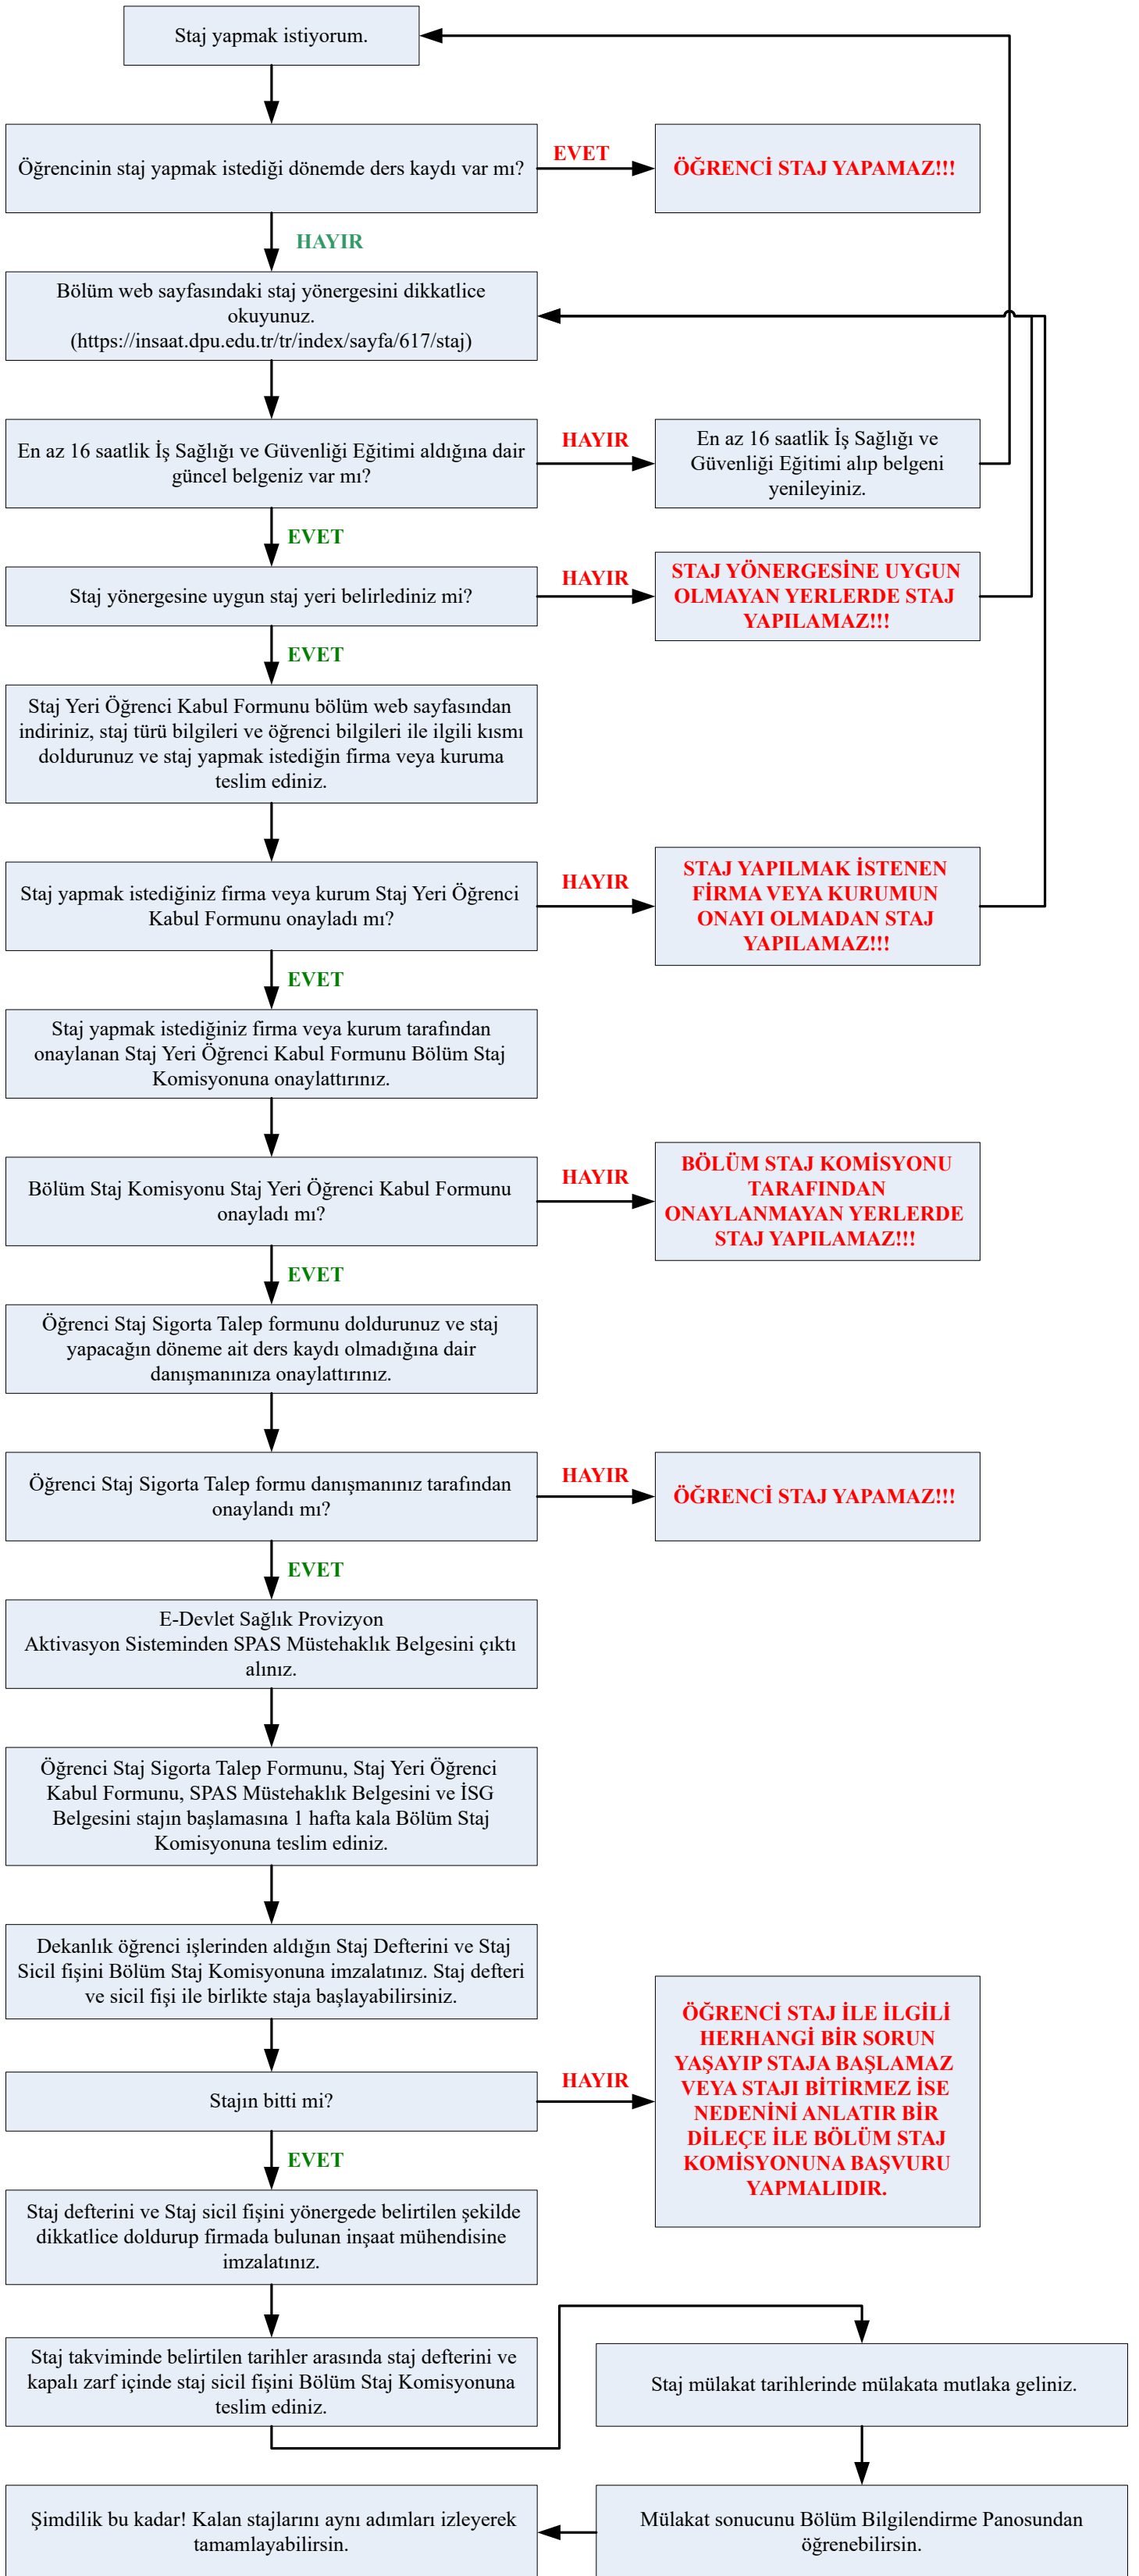 Staj yapmak istiyorum.
Öğrencinin staj yapmak istediği dönemde ders kaydı var mı?
EVET
ÖĞRENCİ STAJ YAPAMAZ!!!
HAYIR
Bölüm web sayfasındaki staj yönergesini dikkatlice
okuyunuz.
(https://insaat.dpu.edu.tr/tr/index/sayfa/617/staj)
En az 16 saatlik İş Sağlığı ve Güvenliği Eğitimi aldığına dair
güncel belgeniz var mı?
HAYIR
En az 16 saatlik İş Sağlığı ve
Güvenliği Eğitimi alıp belgeni
yenileyiniz.
EVET
Staj yönergesine uygun staj yeri belirlediniz mi?
HAYIR
STAJ YÖNERGESİNE UYGUN
OLMAYAN YERLERDE STAJ
YAPILAMAZ!!!
EVET
Staj Yeri Öğrenci Kabul Formunu bölüm web sayfasından
indiriniz, staj türü bilgileri ve öğrenci bilgileri ile ilgili kısmı
doldurunuz ve staj yapmak istediğin firma veya kuruma
teslim ediniz.
Staj yapmak istediğiniz firma veya kurum Staj Yeri Öğrenci
Kabul Formunu onayladı mı?
HAYIR
STAJ YAPILMAK İSTENEN
FİRMA VEYA KURUMUN
ONAYI OLMADAN STAJ
YAPILAMAZ!!!
EVET
Staj yapmak istediğiniz firma veya kurum tarafından
onaylanan Staj Yeri Öğrenci Kabul Formunu Bölüm Staj
Komisyonuna onaylattırınız.
Bölüm Staj Komisyonu Staj Yeri Öğrenci Kabul Formunu
onayladı mı?
HAYIR
BÖLÜM STAJ KOMİSYONU
TARAFINDAN
ONAYLANMAYAN YERLERDE
STAJ YAPILAMAZ!!!
EVET
Öğrenci Staj Sigorta Talep formunu doldurunuz ve staj
yapacağın döneme ait ders kaydı olmadığına dair
danışmanınıza onaylattırınız.
Öğrenci Staj Sigorta Talep formu danışmanınız tarafından
onaylandı mı?
HAYIR
ÖĞRENCİ STAJ YAPAMAZ!!!
EVET
E-Devlet Sağlık Provizyon
Aktivasyon Sisteminden SPAS Müstehaklık Belgesini çıktı
alınız.
Öğrenci Staj Sigorta Talep Formunu, Staj Yeri Öğrenci
Kabul Formunu, SPAS Müstehaklık Belgesini ve İSG
Belgesini stajın başlamasına 1 hafta kala Bölüm Staj
Komisyonuna teslim ediniz.
Dekanlık öğrenci işlerinden aldığın Staj Defterini ve Staj
Sicil fişini Bölüm Staj Komisyonuna imzalatınız. Staj defteri
ve sicil fişi ile birlikte staja başlayabilirsiniz.
Stajın bitti mi?
HAYIR
ÖĞRENCİ STAJ İLE İLGİLİ
HERHANGİ BİR SORUN
YAŞAYIP STAJA BAŞLAMAZ
VEYA STAJI BİTİRMEZ İSE
NEDENİNİ ANLATIR BİR
DİLEÇE İLE BÖLÜM STAJ
KOMİSYONUNA BAŞVURU
YAPMALIDIR.
EVET
Staj defterini ve Staj sicil fişini yönergede belirtilen şekilde
dikkatlice doldurup firmada bulunan inşaat mühendisine
imzalatınız.
Staj takviminde belirtilen tarihler arasında staj defterini ve
kapalı zarf içinde staj sicil fişini Bölüm Staj Komisyonuna
teslim ediniz.
Staj mülakat tarihlerinde mülakata mutlaka geliniz.
Mülakat sonucunu Bölüm Bilgilendirme Panosundan
öğrenebilirsin.
Şimdilik bu kadar! Kalan stajlarını aynı adımları izleyerek
tamamlayabilirsin.